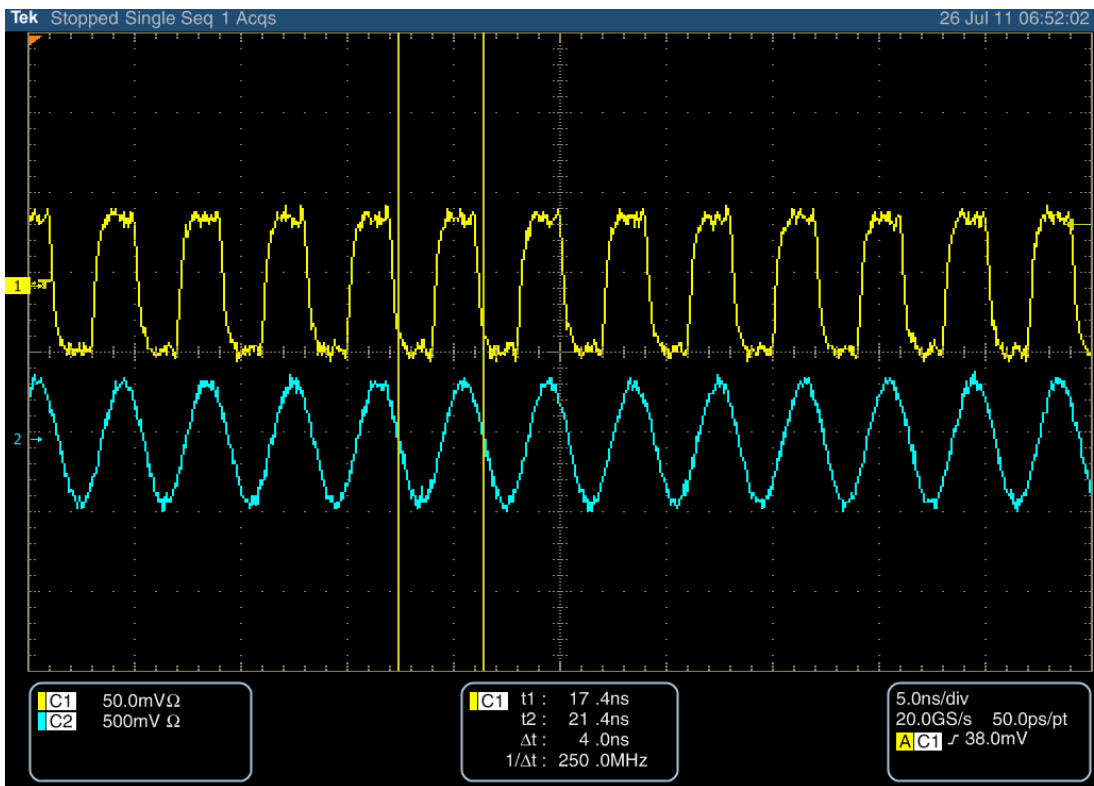 Tek Stopped Single Seq 1 Acqs 26 Jul 11 06:52:02
1
2
C1 50.0mVΩ
C2 500mV Ω
C1 t1 : 17 .4ns
t2 : 21 .4ns
Δt : 4 .0ns
1/Δt : 250 .0MHz
5.0ns/div
20.0GS/s 50.0ps/pt
A C1 38.0mV